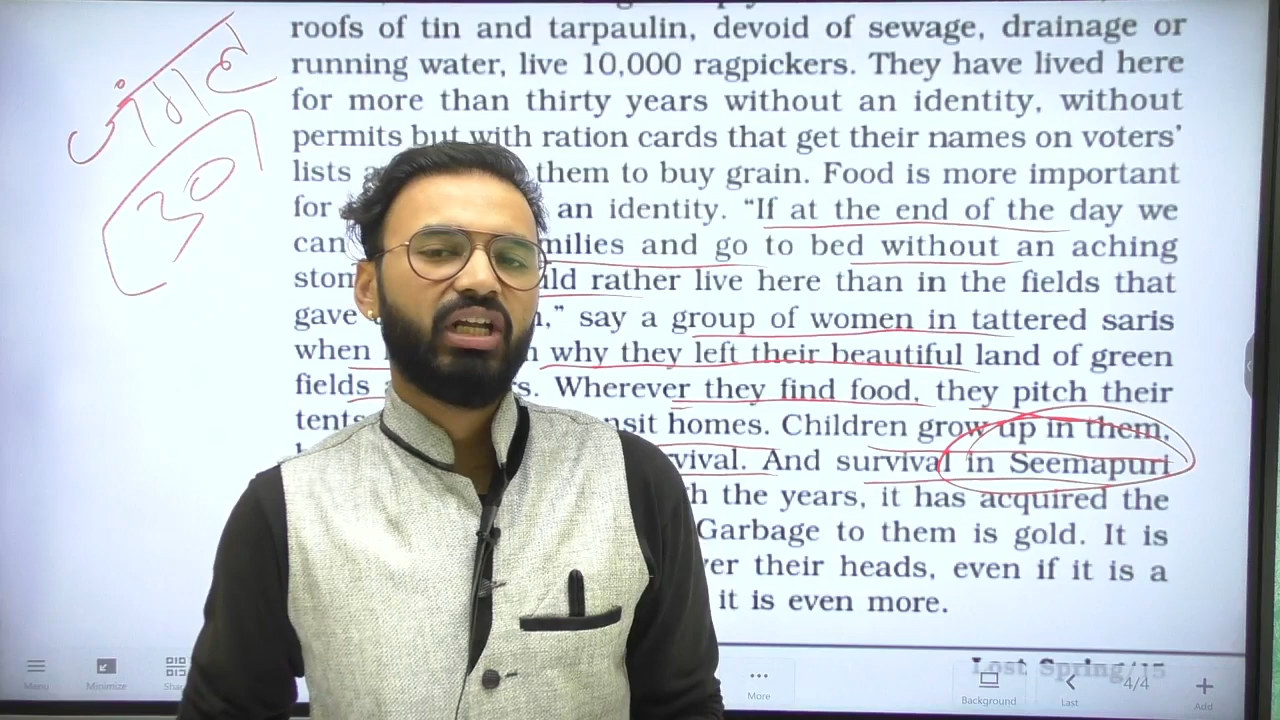 roofs of tin and tarpaulin, devoid of sewage, drainage or
running water, live 10,000 ragpickers. They have lived here
for more than thirty years without an identity, without
permits but with ration cards that get their names on voters'
lists them to buy grain. Food is more important
for an identity. “If at the end of the day we
can milies and go to bed without an aching
stom ld rather live here than in the fields that
gave ,” say a group of women in tattered saris
when why they left their beautiful land of green
fields s. Wherever they find food, they pitch their
tents nsit homes. Children grow up in them,
vival. And survival in Seemapuri
h the years, it has acquired the
Garbage to them is gold. It is
ver their heads, even if it is a
it is even more.
Lost Spring/15
30
Menu
Minimize
Shar
More
Background
Last
4/4
Add